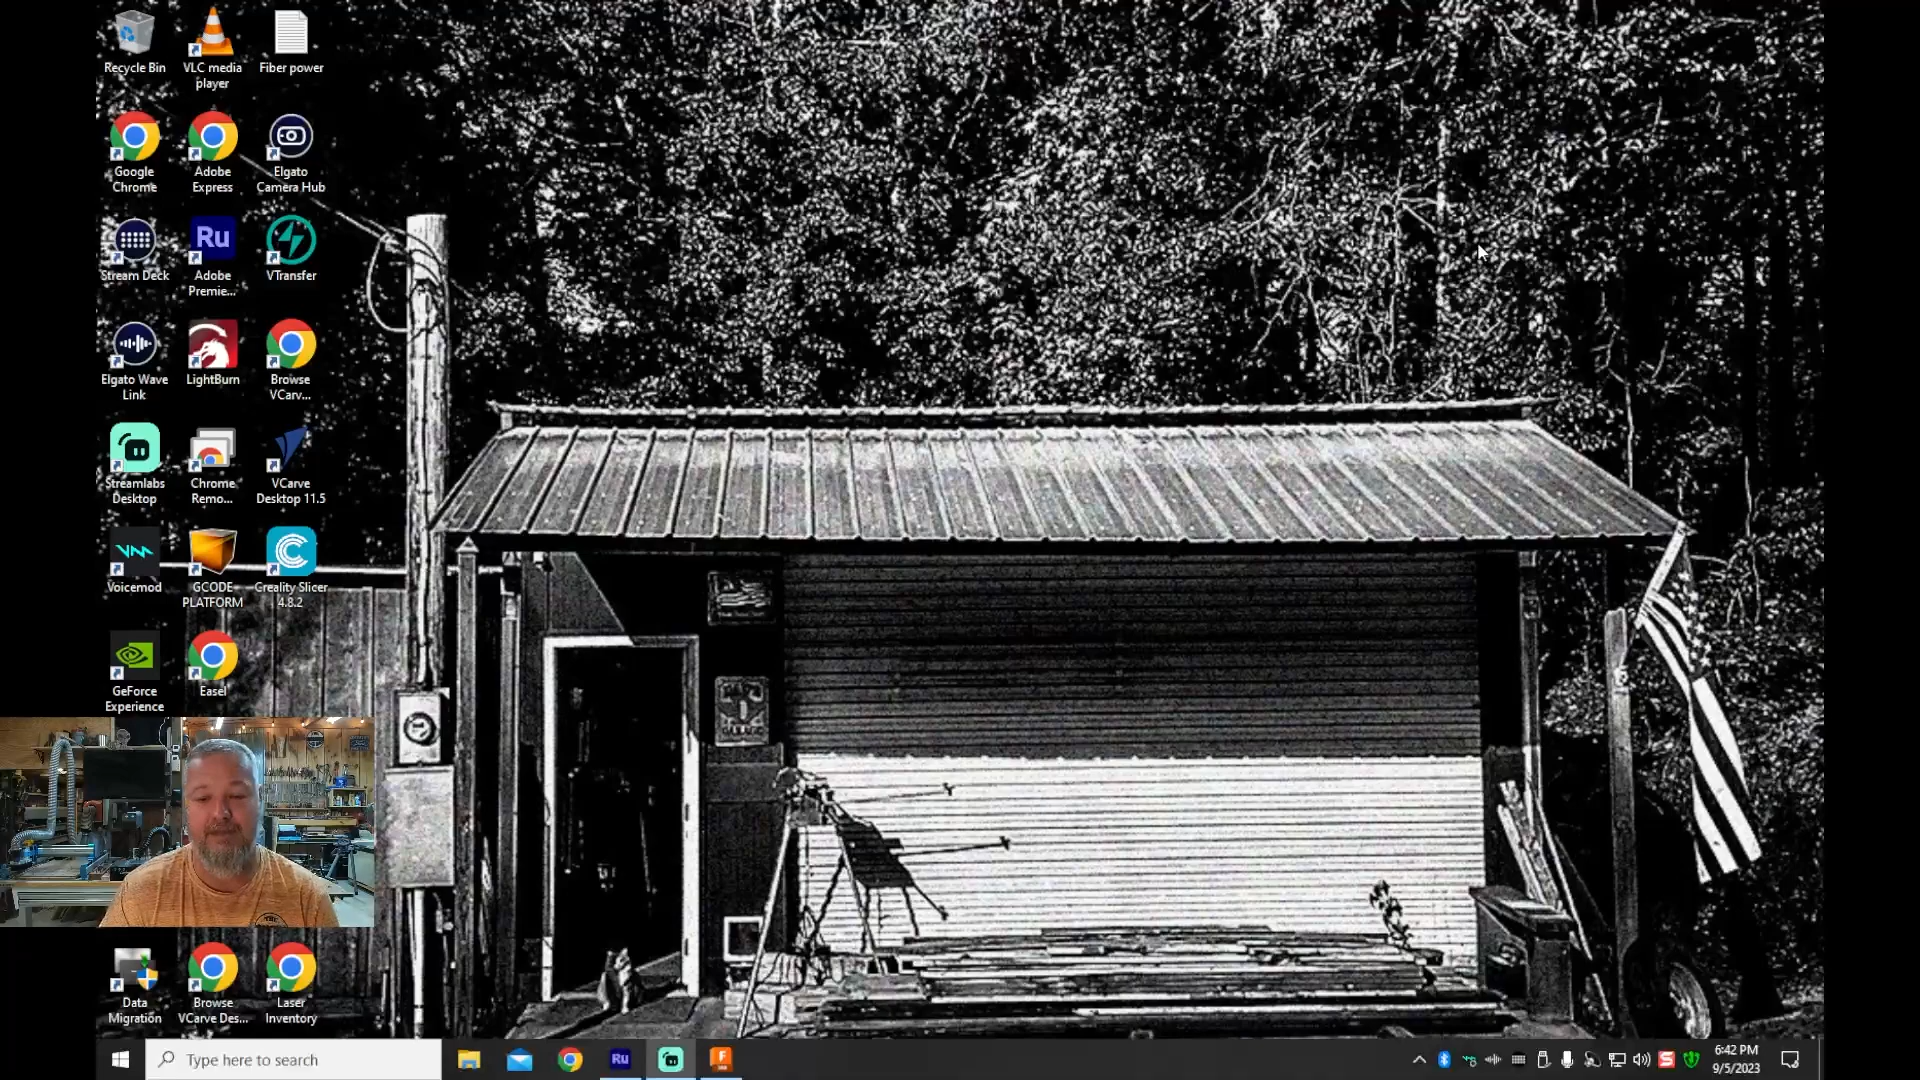 Recycle Bin
VLC media
player
Fiber power
Google
Chrome
Adobe
Express
Elgato
Camera Hub
Stream Deck
Ru
Adobe
Premie...
VTransfer
Elgato Wave
Link
LightBurn
Browse
VCarv...
Streamlabs
Desktop
Chrome
Remo...
VCarve
Desktop 11.5
Voicemod
GCODE
PLATFORM
Creality Slicer
4.8.2
GeForce
Experience
Easel
Data
Migration
Browse
VCarve Des...
Laser
Inventory
Type here to search
Ru
F
6:42 PM
9/5/2023